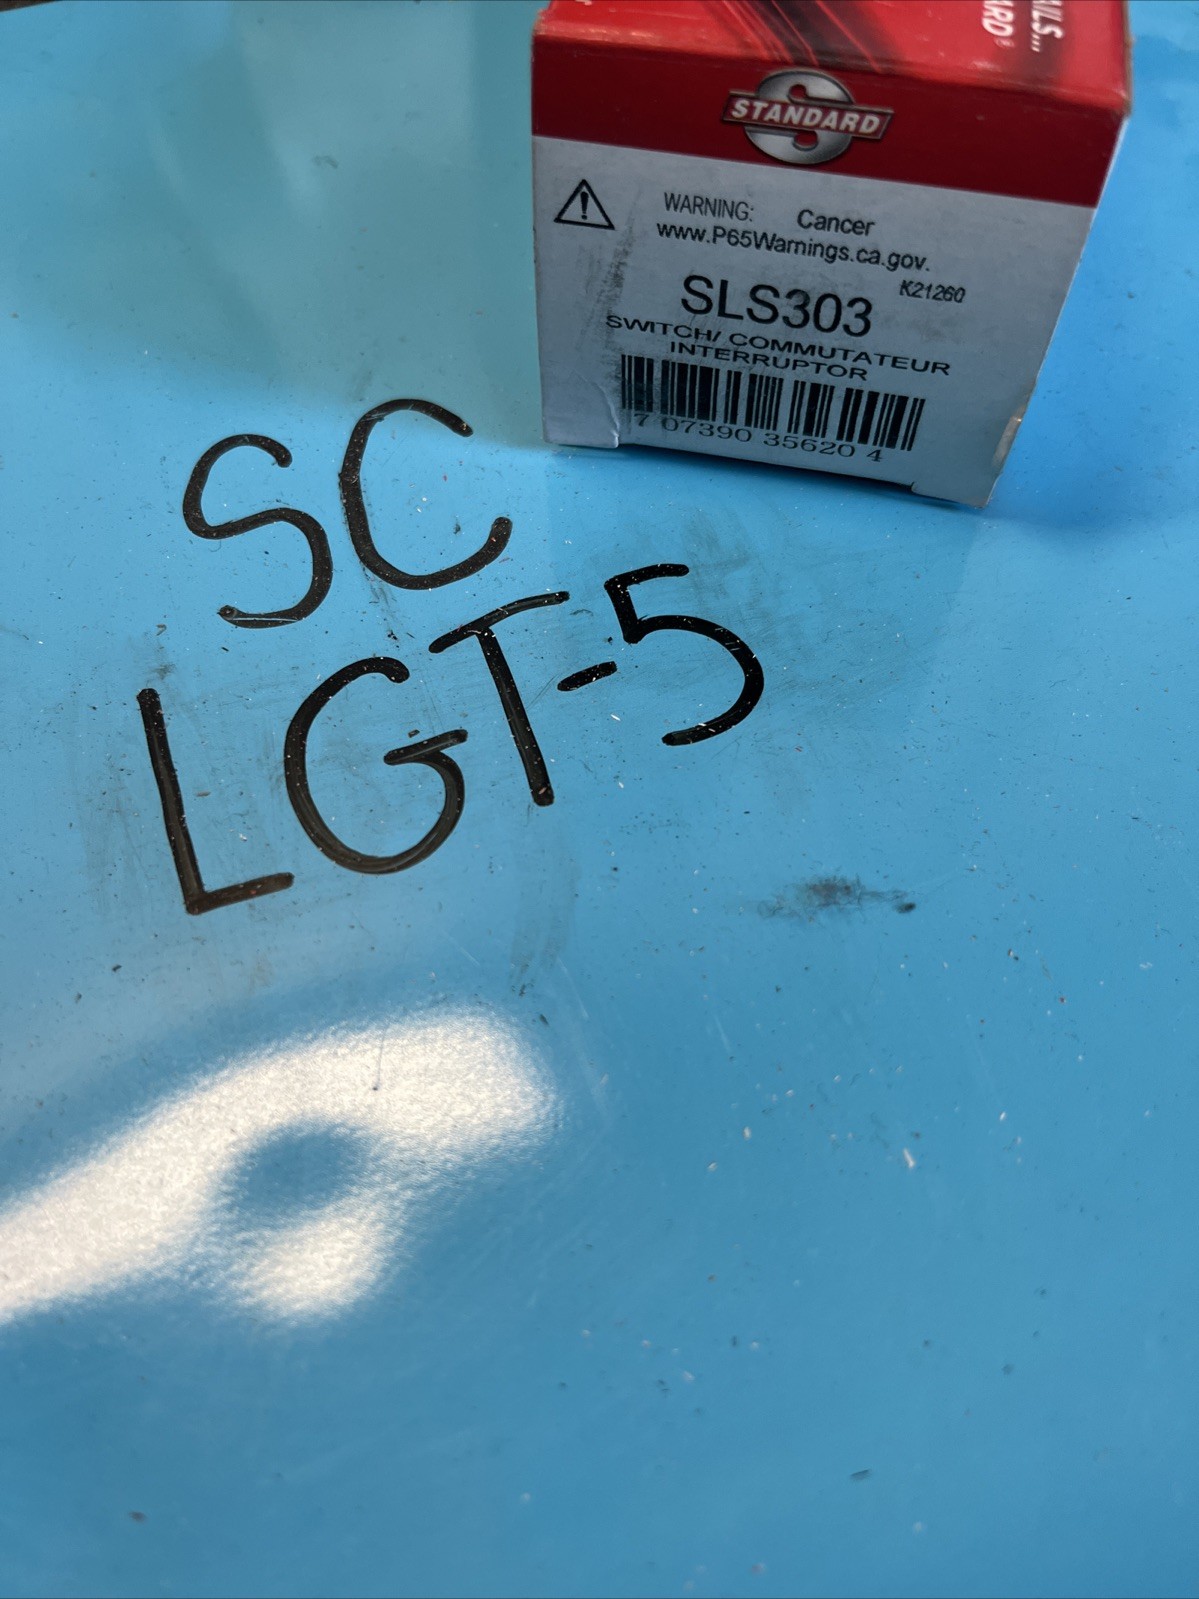 STANDARD
WARNING: Cancer
www.P65Warnings.ca.gov.
K21260
SLS303
SWITCH/ COMMUTATEUR
INTERRUPTOR
7 07390 35620 4
SC
LGT-5